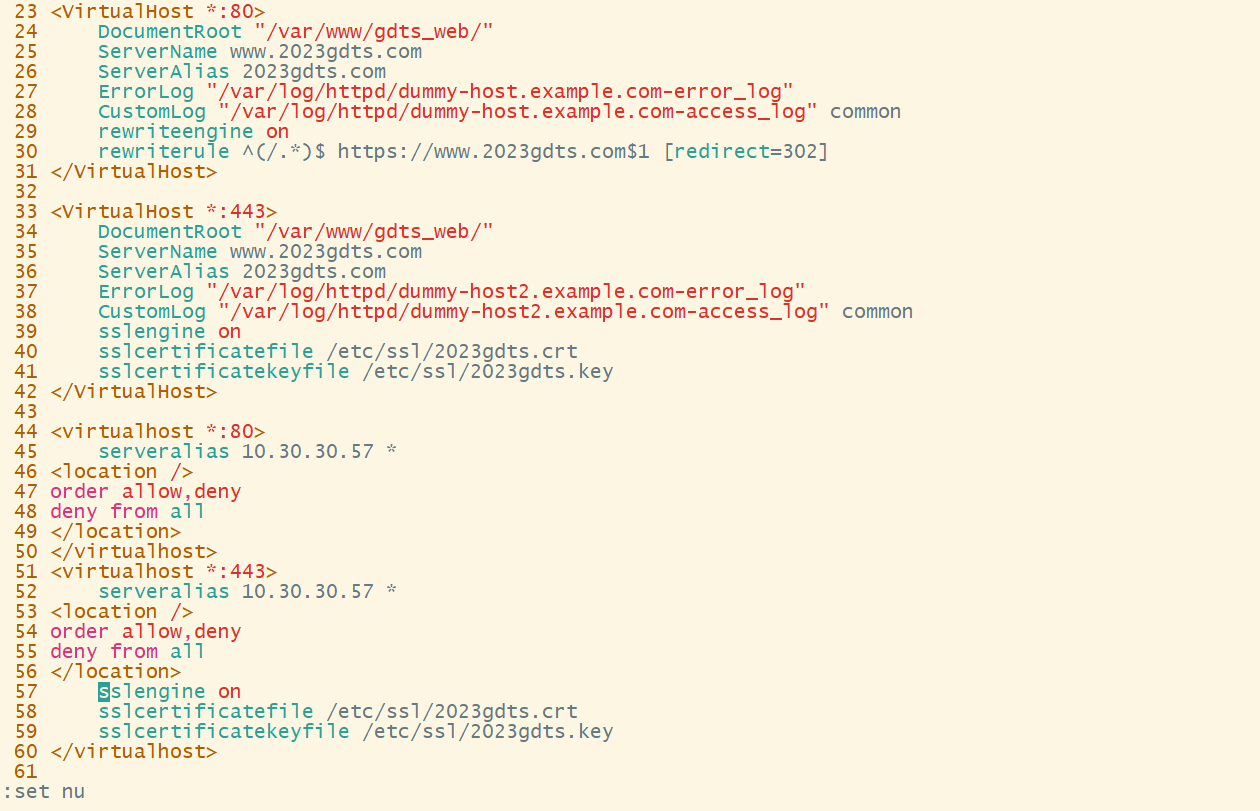 23 <VirtualHost *:80>
24     DocumentRoot "/var/www/gdts_web/"
25     ServerName www.2023gdts.com
26     ServerAlias 2023gdts.com
27     ErrorLog "/var/log/httpd/dummy-host.example.com-error_log"
28     CustomLog "/var/log/httpd/dummy-host.example.com-access_log" common
29     rewriteengine on
30     rewriterule ^(/.*)$ https://www.2023gdts.com$1 [redirect=302]
31 </VirtualHost>
32
33 <VirtualHost *:443>
34     DocumentRoot "/var/www/gdts_web/"
35     ServerName www.2023gdts.com
36     ServerAlias 2023gdts.com
37     ErrorLog "/var/log/httpd/dummy-host2.example.com-error_log"
38     CustomLog "/var/log/httpd/dummy-host2.example.com-access_log" common
39     sslengine on
40     sslcertificatefile /etc/ssl/2023gdts.crt
41     sslcertificatekeyfile /etc/ssl/2023gdts.key
42 </VirtualHost>
43
44 <virtualhost *:80>
45     serveralias 10.30.30.57 *
46 <location />
47 order allow,deny
48 deny from all
49 </location>
50 </virtualhost>
51 <virtualhost *:443>
52     serveralias 10.30.30.57 *
53 <location />
54 order allow,deny
55 deny from all
56 </location>
57     sslengine on
58     sslcertificatefile /etc/ssl/2023gdts.crt
59     sslcertificatekeyfile /etc/ssl/2023gdts.key
60 </virtualhost>
61
:set nu